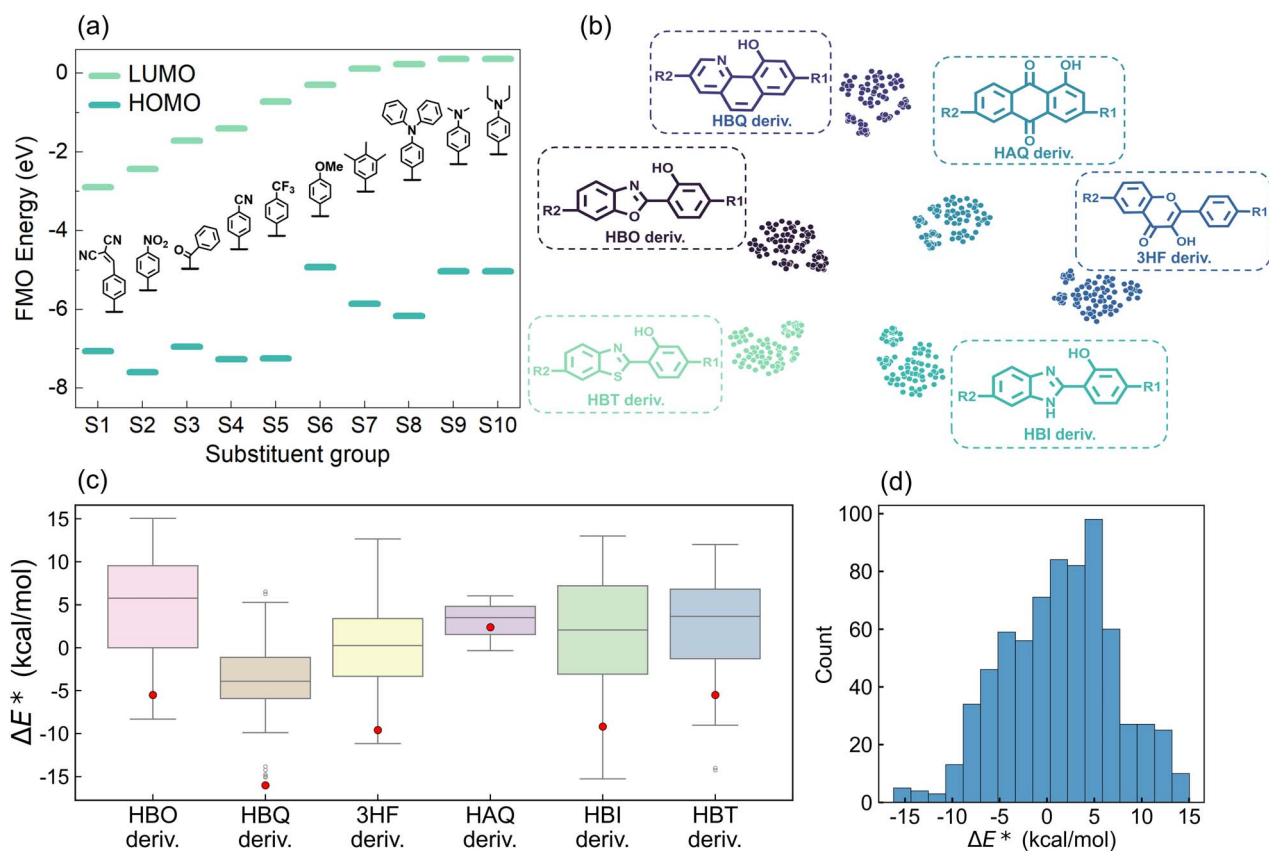 (a)
LUMO
HOMO
FMO Energy (eV)
0
-2
-4
-6
-8
CN
NC
NO2
O
CN
CF3
OMe
N
N
N
S1 S2 S3 S4 S5 S6 S7 S8 S9 S10
Substituent group
(b)
HO
N
R2
R1
HBQ deriv.
O OH
R2
R1
O
HAQ deriv.
HO
N
R2
O
R1
HBO deriv.
R2
O
R1
O
OH
3HF deriv.
HO
N
R2
S
R1
HBT deriv.
HO
N
R2
R1
N
H
HBI deriv.
(c)
ΔE* (kcal/mol)
15
10
5
0
-5
-10
-15
HBO deriv.
HBQ deriv.
3HF deriv.
HAQ deriv.
HBI deriv.
HBT deriv.
(d)
Count
100
80
60
40
20
0
-15 -10 -5 0 5 10 15
ΔE* (kcal/mol)